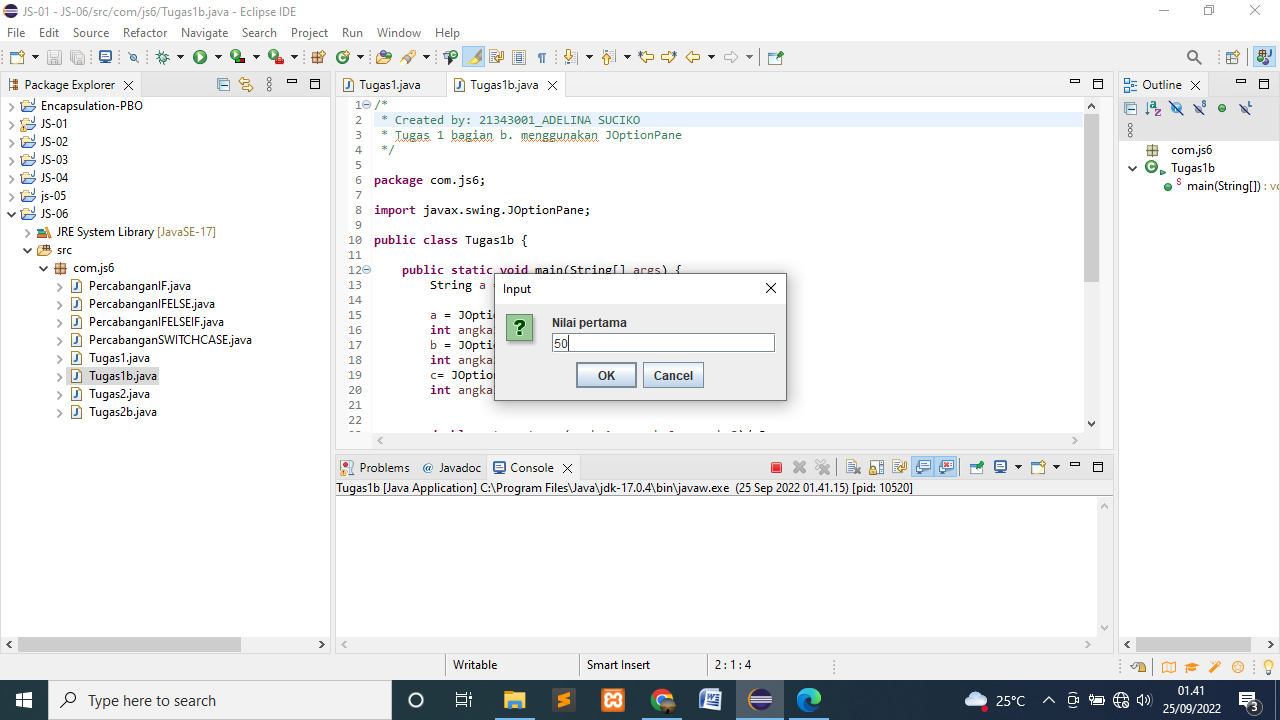 JS-01 - JS-06/src/com/js6/Tugas1b.java - Eclipse IDE
File Edit Source Refactor Navigate Search Project Run Window Help
Package Explorer
Encapsulation-PBO
JS-01
JS-02
JS-03
JS-04
js-05
JS-06
JRE System Library [JavaSE-17]
src
com.js6
PercabanganIF.java
PercabanganIFELSE.java
PercabanganIFELSEIF.java
PercabanganSWITCHCASE.java
Tugas1.java
Tugas1b.java
Tugas2.java
Tugas2b.java
Tugas1.java Tugas1b.java
1 /*
2 * Created by: 21343001_ADELINA SUCIKO
3 * Tugas 1 bagian b. menggunakan JOptionPane
4 */
5
6 package com.js6;
7
8 import javax.swing.JOptionPane;
9
10 public class Tugas1b {
11
12 public static void main(String[] args) {
13 String a =
14
15 a = JOptio
16 int angka
17 b = JOptio
18 int angka
19 c= JOption
20 int angka
21
22
Input
Nilai pertama
50
OK Cancel
Problems Javadoc Console
Tugas1b [Java Application] C:\Program Files\Java\jdk-17.0.4\bin\javaw.exe (25 Sep 2022 01.41.15) [pid: 10520]
Outline
com.js6
Tugas1b
main(String[]) : vo
Writable Smart Insert 2 : 1 : 4
Type here to search
25°C
01.41
25/09/2022
3